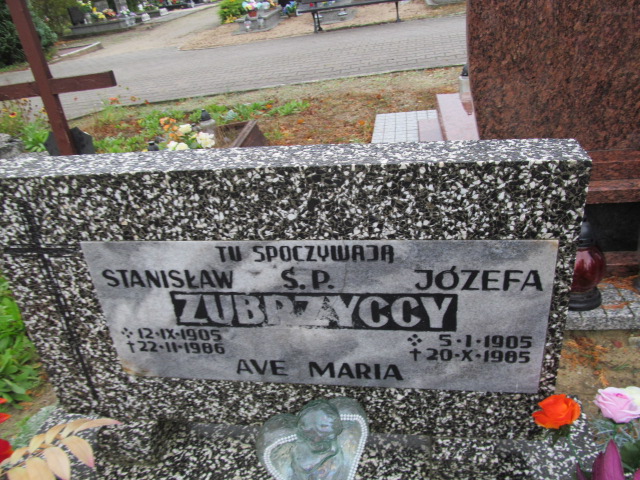 TU SPOCZYWAJĄ
STANISŁAW Ś.P. JÓZEFA
ZUBRZYCCY
12·IX·1905 5·I·1905
†22·II·1986 †20·X·1985
AVE MARIA